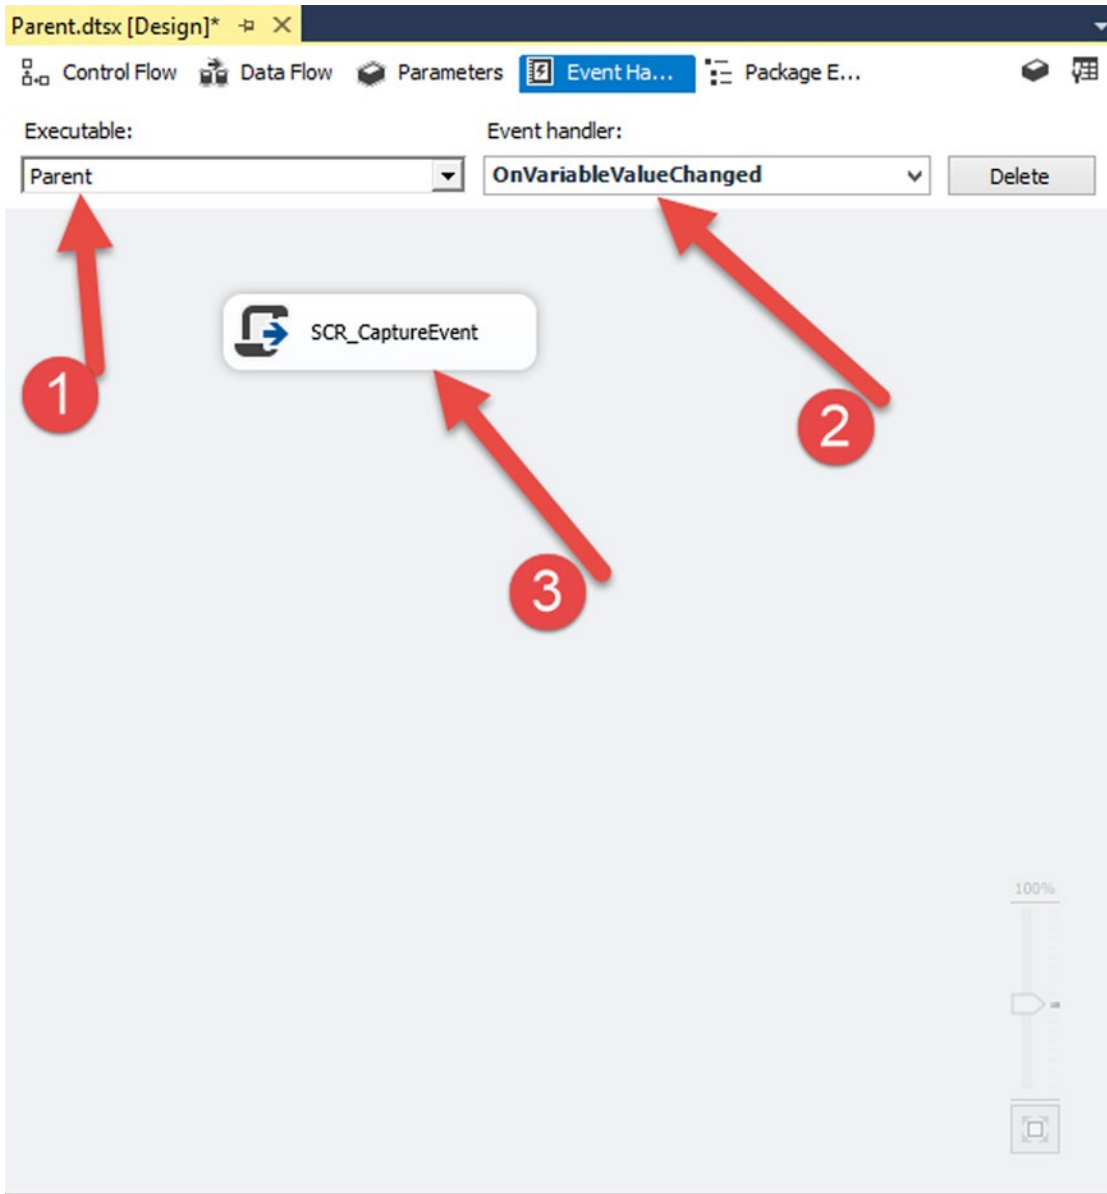 Parent.dtsx [Design]*
Control Flow Data Flow Parameters Event Ha... Package E...
Executable: Event handler:
Parent OnVariableValueChanged Delete
SCR_CaptureEvent
1
2
3
100%